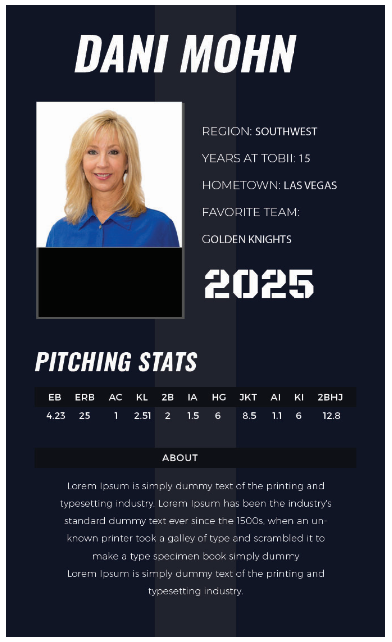 DANI MOHN
REGION: SOUTHWEST
YEARS AT TOBII: 15
HOMETOWN: LAS VEGAS
FAVORITE TEAM:
GOLDEN KNIGHTS
2025
PITCHING STATS
EB ERB AC KL 2B IA HG JKT AI KI 2BHJ
4.23 25 1 2.51 2 1.5 6 8.5 1.1 6 12.8
ABOUT
Lorem Ipsum is simply dummy text of the printing and
typesetting industry. Lorem Ipsum has been the industry's
standard dummy text ever since the 1500s, when an un-
known printer took a galley of type and scrambled it to
make a type specimen book simply dummy
Lorem Ipsum is simply dummy text of the printing and
typesetting industry.